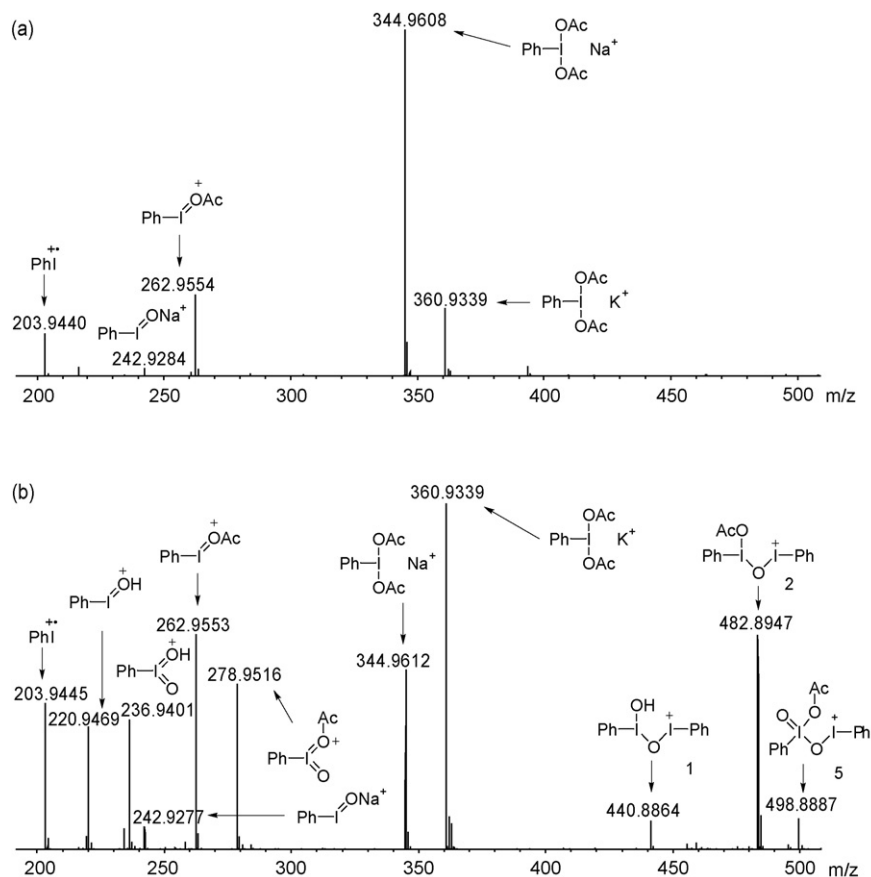 (a)
344.9608
OAc
Ph—I Na+
OAc
+
Ph—I=OAc
PhI+•
262.9554
OAc
Ph—I K+
OAc
360.9339
203.9440
Ph—I=ONa+
242.9284
200 250 300 350 400 450 500 m/z
(b)
360.9339
OAc
Ph—I K+
OAc
+
Ph—I=OAc
OAc
Ph—I Na+
OAc
AcO +
Ph—I I—Ph
O 2
+
Ph—I=OH
PhI+•
262.9553
482.8947
+
OH
Ph—I
O
344.9612
278.9516
203.9445
220.9469
236.9401
Ac
O+
Ph—I
O
OH +
Ph—I I—Ph
O 1
Ac
O O +
I I—Ph
Ph O 5
242.9277
Ph—I=ONa+
440.8864
498.8887
200 250 300 350 400 450 500 m/z